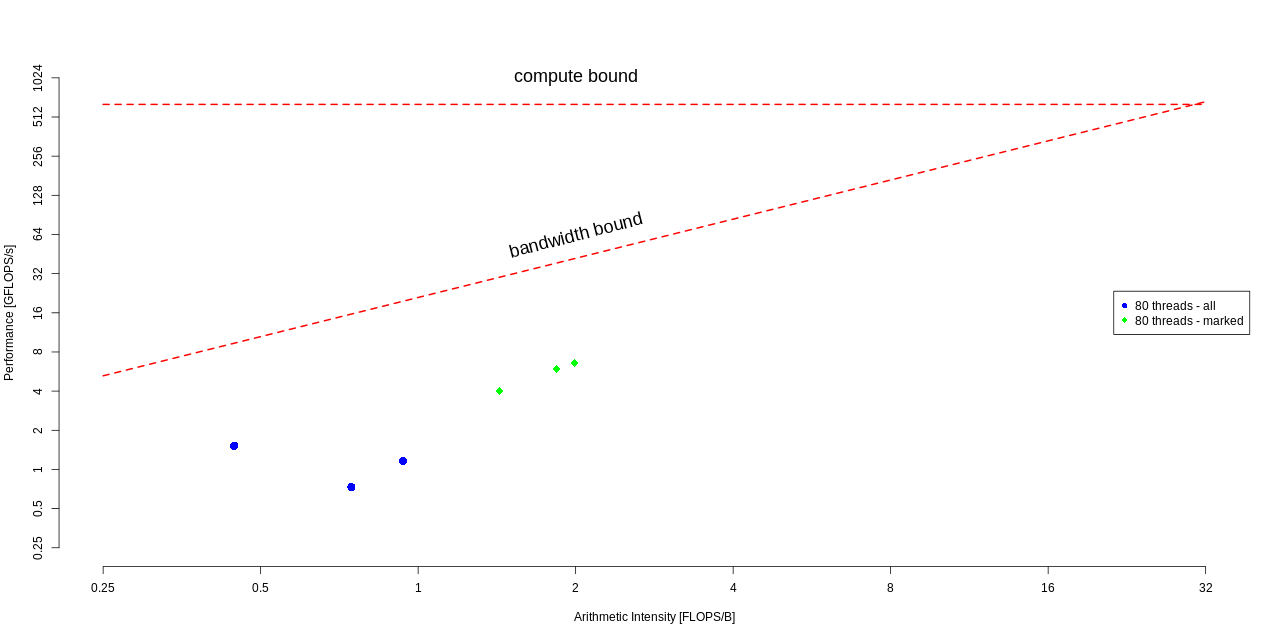 compute bound
bandwidth bound
Performance [GFLOPS/s]
1024
512
256
128
64
32
16
8
4
2
1
0.5
0.25
80 threads - all
80 threads - marked
0.25 0.5 1 2 4 8 16 32
Arithmetic Intensity [FLOPS/B]